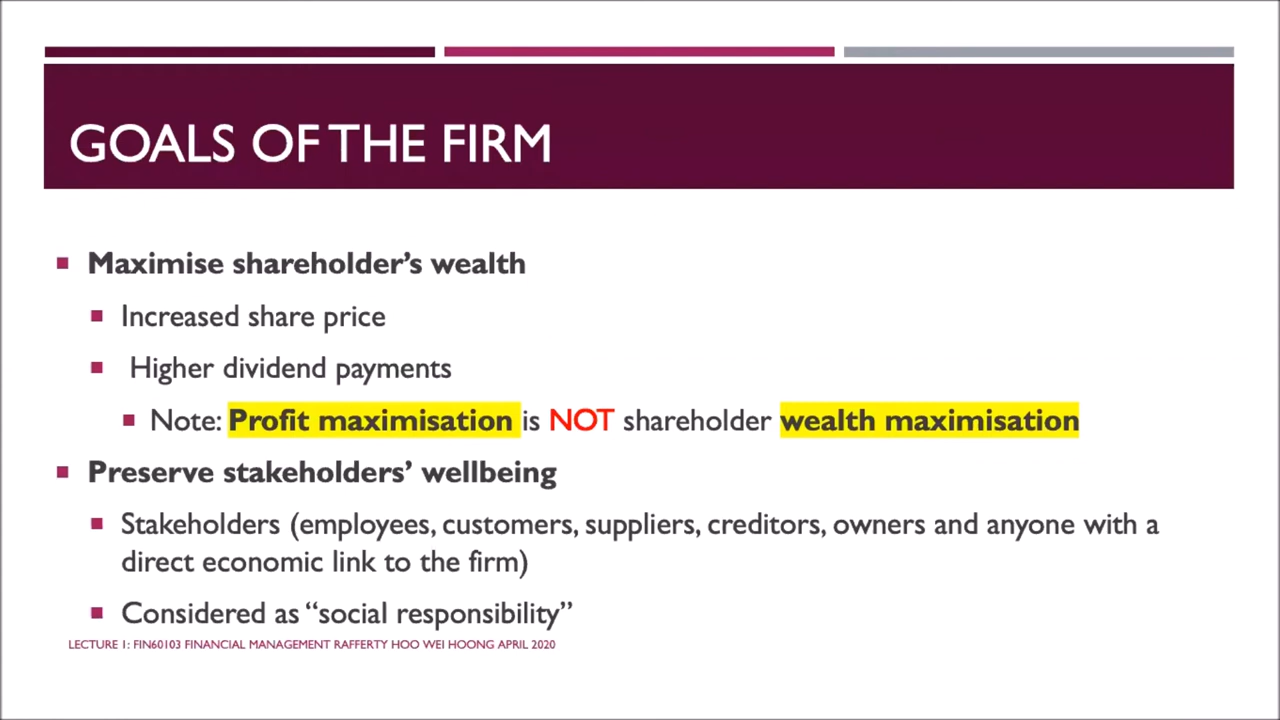 GOALS OF THE FIRM
Maximise shareholder’s wealth
Increased share price
Higher dividend payments
Note: Profit maximisation is NOT shareholder wealth maximisation
Preserve stakeholders’ wellbeing
Stakeholders (employees, customers, suppliers, creditors, owners and anyone with a
direct economic link to the firm)
Considered as “social responsibility”
LECTURE 1: FIN60103 FINANCIAL MANAGEMENT RAFFERTY HOO WEI HOONG APRIL 2020